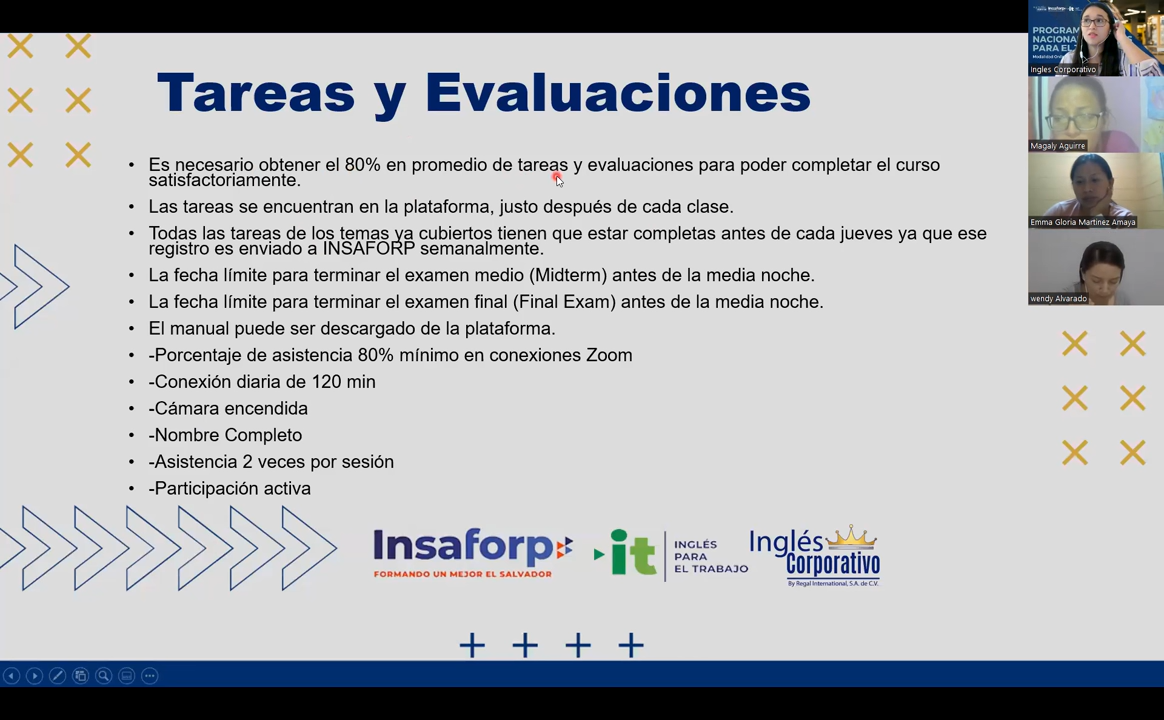 Tareas y Evaluaciones
• Es necesario obtener el 80% en promedio de tareas y evaluaciones para poder completar el curso
satisfactoriamente.
• Las tareas se encuentran en la plataforma, justo después de cada clase.
• Todas las tareas de los temas ya cubiertos tienen que estar completas antes de cada jueves ya que ese
registro es enviado a INSAFORP semanalmente.
• La fecha límite para terminar el examen medio (Midterm) antes de la media noche.
• La fecha límite para terminar el examen final (Final Exam) antes de la media noche.
• El manual puede ser descargado de la plataforma.
• -Porcentaje de asistencia 80% mínimo en conexiones Zoom
• -Conexión diaria de 120 min
• -Cámara encendida
• -Nombre Completo
• -Asistencia 2 veces por sesión
• -Participación activa
Insaforp
FORMANDO UN MEJOR EL SALVADOR
it
INGLÉS
PARA
EL TRABAJO
Inglés
Corporativo
By Regal International, S.A. de C.V.
PROGRAM
NACIONAL
PARA EL T
Ingles Corporativo
Magaly Aguirre
Emma Gloria Martinez Amaya
wendy Alvarado